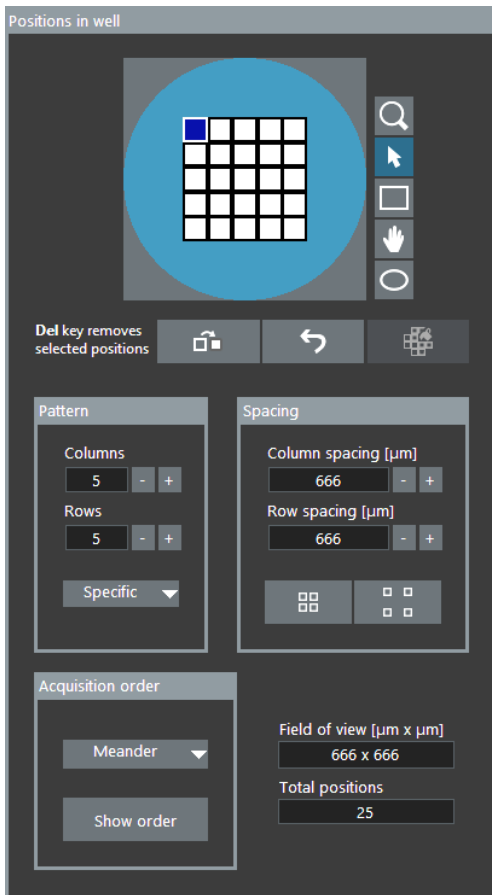 Positions in well
Del key removes
selected positions
Pattern
Columns
5 - +
Rows
5 - +
Specific
Spacing
Column spacing [µm]
666 - +
Row spacing [µm]
666 - +
Acquisition order
Meander
Show order
Field of view [µm x µm]
666 x 666
Total positions
25